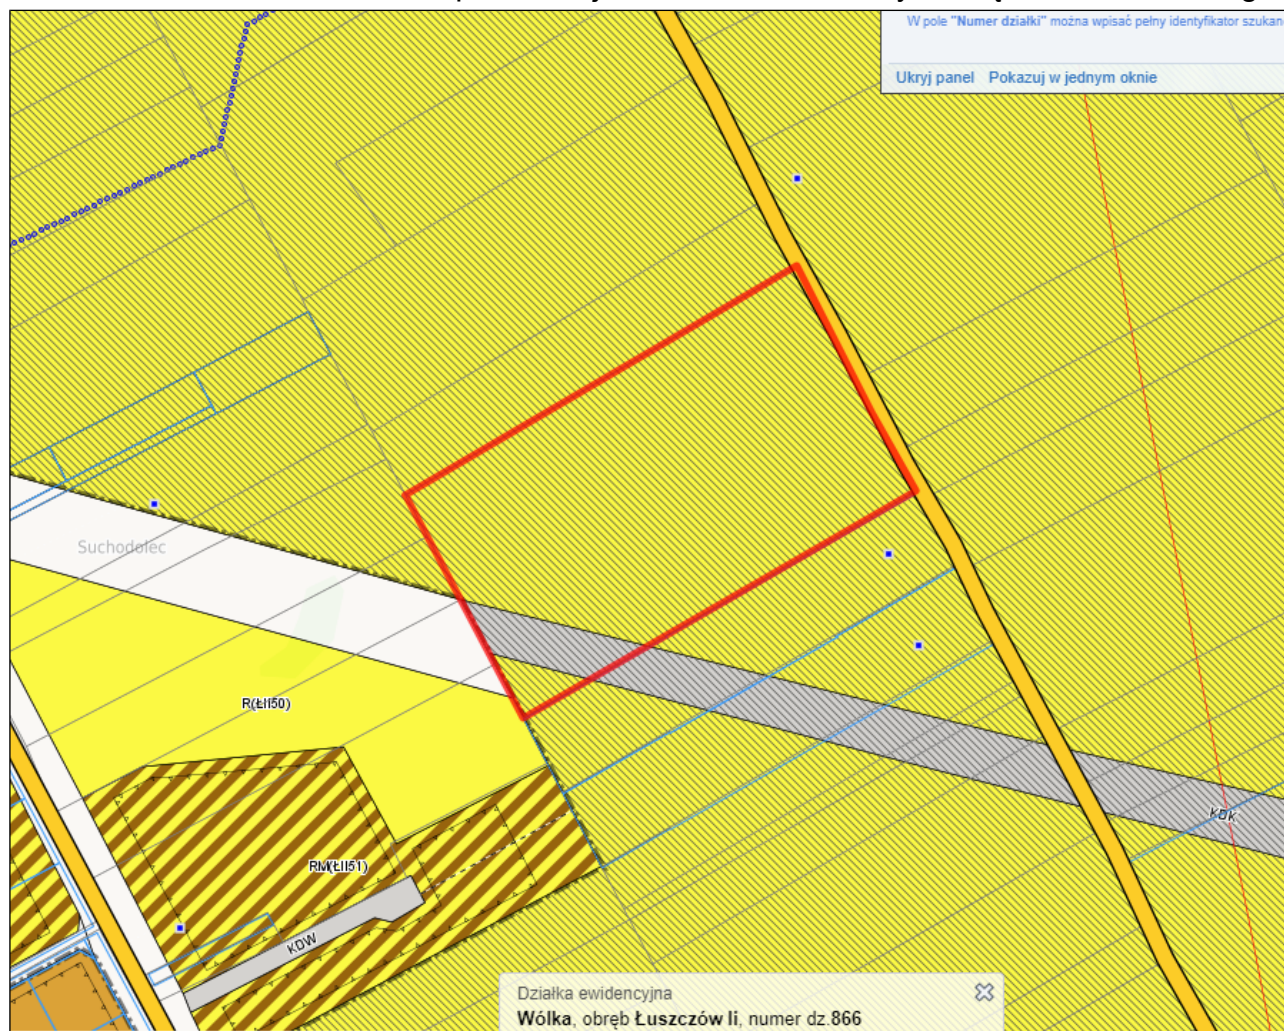 W pole "Numer działki" można wpisać pełny identyfikator szukan
Ukryj panel Pokazuj w jednym oknie
Suchodolec
R(ŁII50)
RM(ŁII51)
KDK
KDW
Działka ewidencyjna
Wólka, obręb Łuszczów Ii, numer dz.866